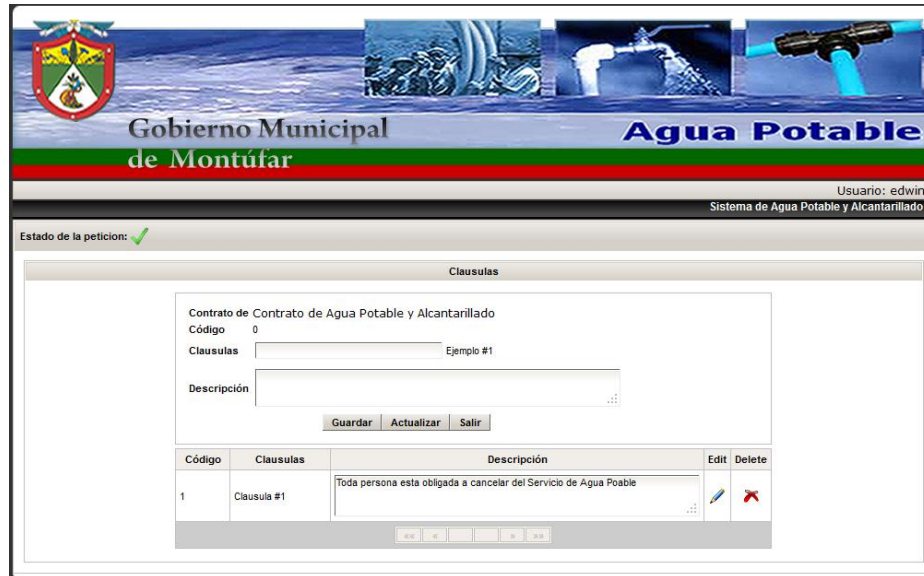 Gobierno Municipal
de Montúfar
Agua Potable
Usuario: edwin
Sistema de Agua Potable y Alcantarillado
Estado de la peticion:
Clausulas
Contrato de Contrato de Agua Potable y Alcantarillado
Código 0
Clausulas Ejemplo #1
Descripción
Guardar Actualizar Salir
Código Clausulas Descripción Edit Delete
1 Clausula #1 Toda persona esta obligada a cancelar del Servicio de Agua Poable
«« « » »»